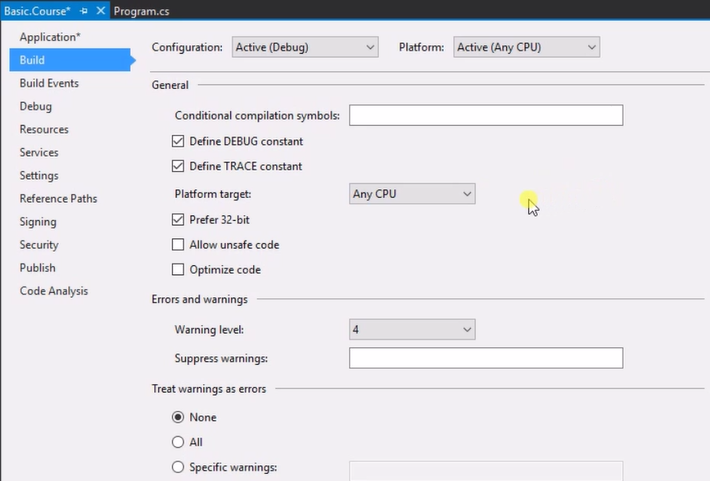 Basic.Course* Program.cs
Application*
Build
Build Events
Debug
Resources
Services
Settings
Reference Paths
Signing
Security
Publish
Code Analysis
Configuration: Active (Debug) Platform: Active (Any CPU)
General
Conditional compilation symbols:
Define DEBUG constant
Define TRACE constant
Platform target: Any CPU
Prefer 32-bit
Allow unsafe code
Optimize code
Errors and warnings
Warning level: 4
Suppress warnings:
Treat warnings as errors
None
All
Specific warnings: